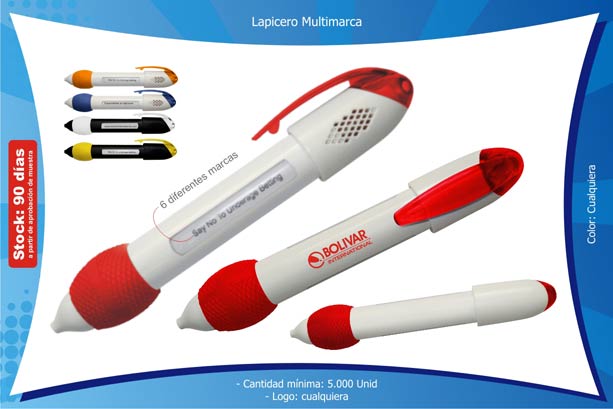 Lapicero Multimarca
6 diferentes marcas
Say No To Underage Betting
BOLIVAR
INTERNATIONAL
Stock: 90 días
a partir de aprobación de muestra
Color: Cualquiera
- Cantidad mínima: 5.000 Unid
- Logo: cualquiera